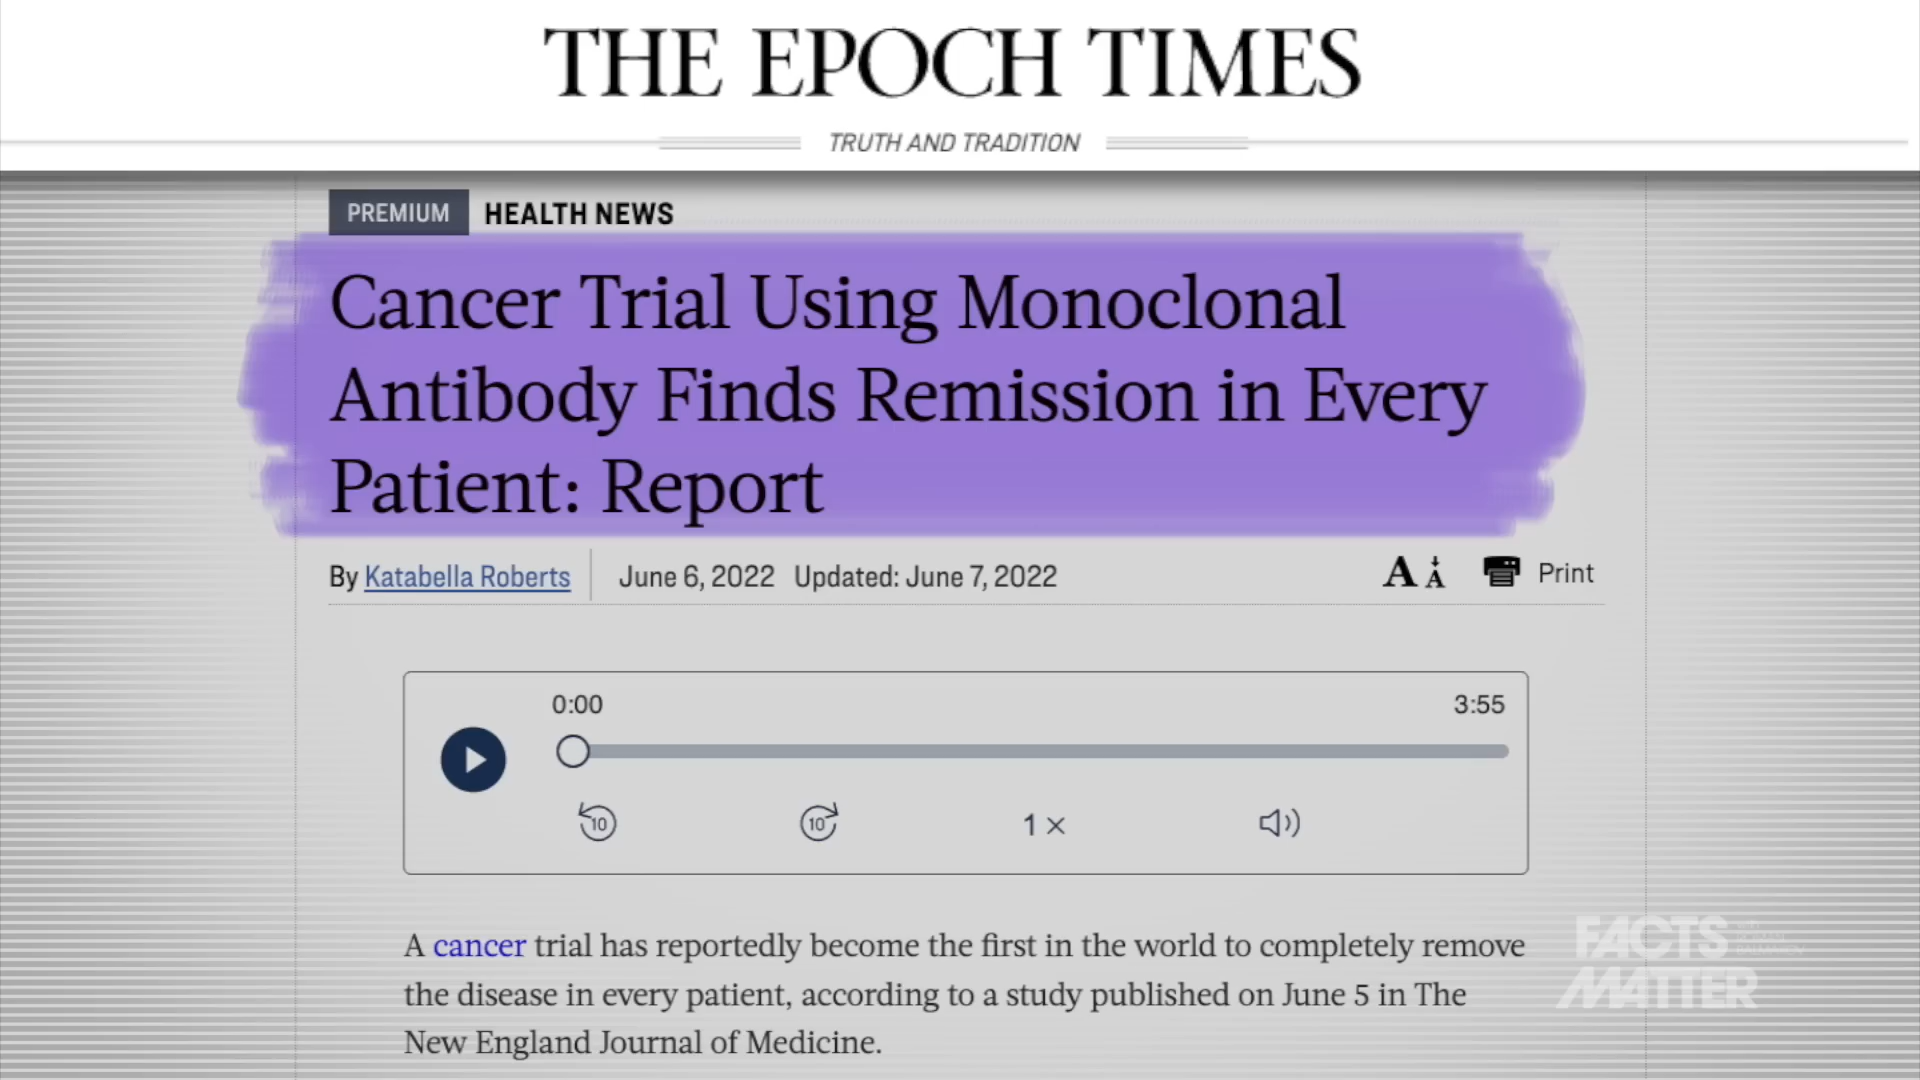 THE EPOCH TIMES
TRUTH AND TRADITION
PREMIUM HEALTH NEWS
Cancer Trial Using Monoclonal
Antibody Finds Remission in Every
Patient: Report
By Katabella Roberts June 6, 2022 Updated: June 7, 2022 A A Print
0:00 3:55
10 10 1 ×
A cancer trial has reportedly become the first in the world to completely remove
the disease in every patient, according to a study published on June 5 in The
New England Journal of Medicine.
FACTS
MATTER